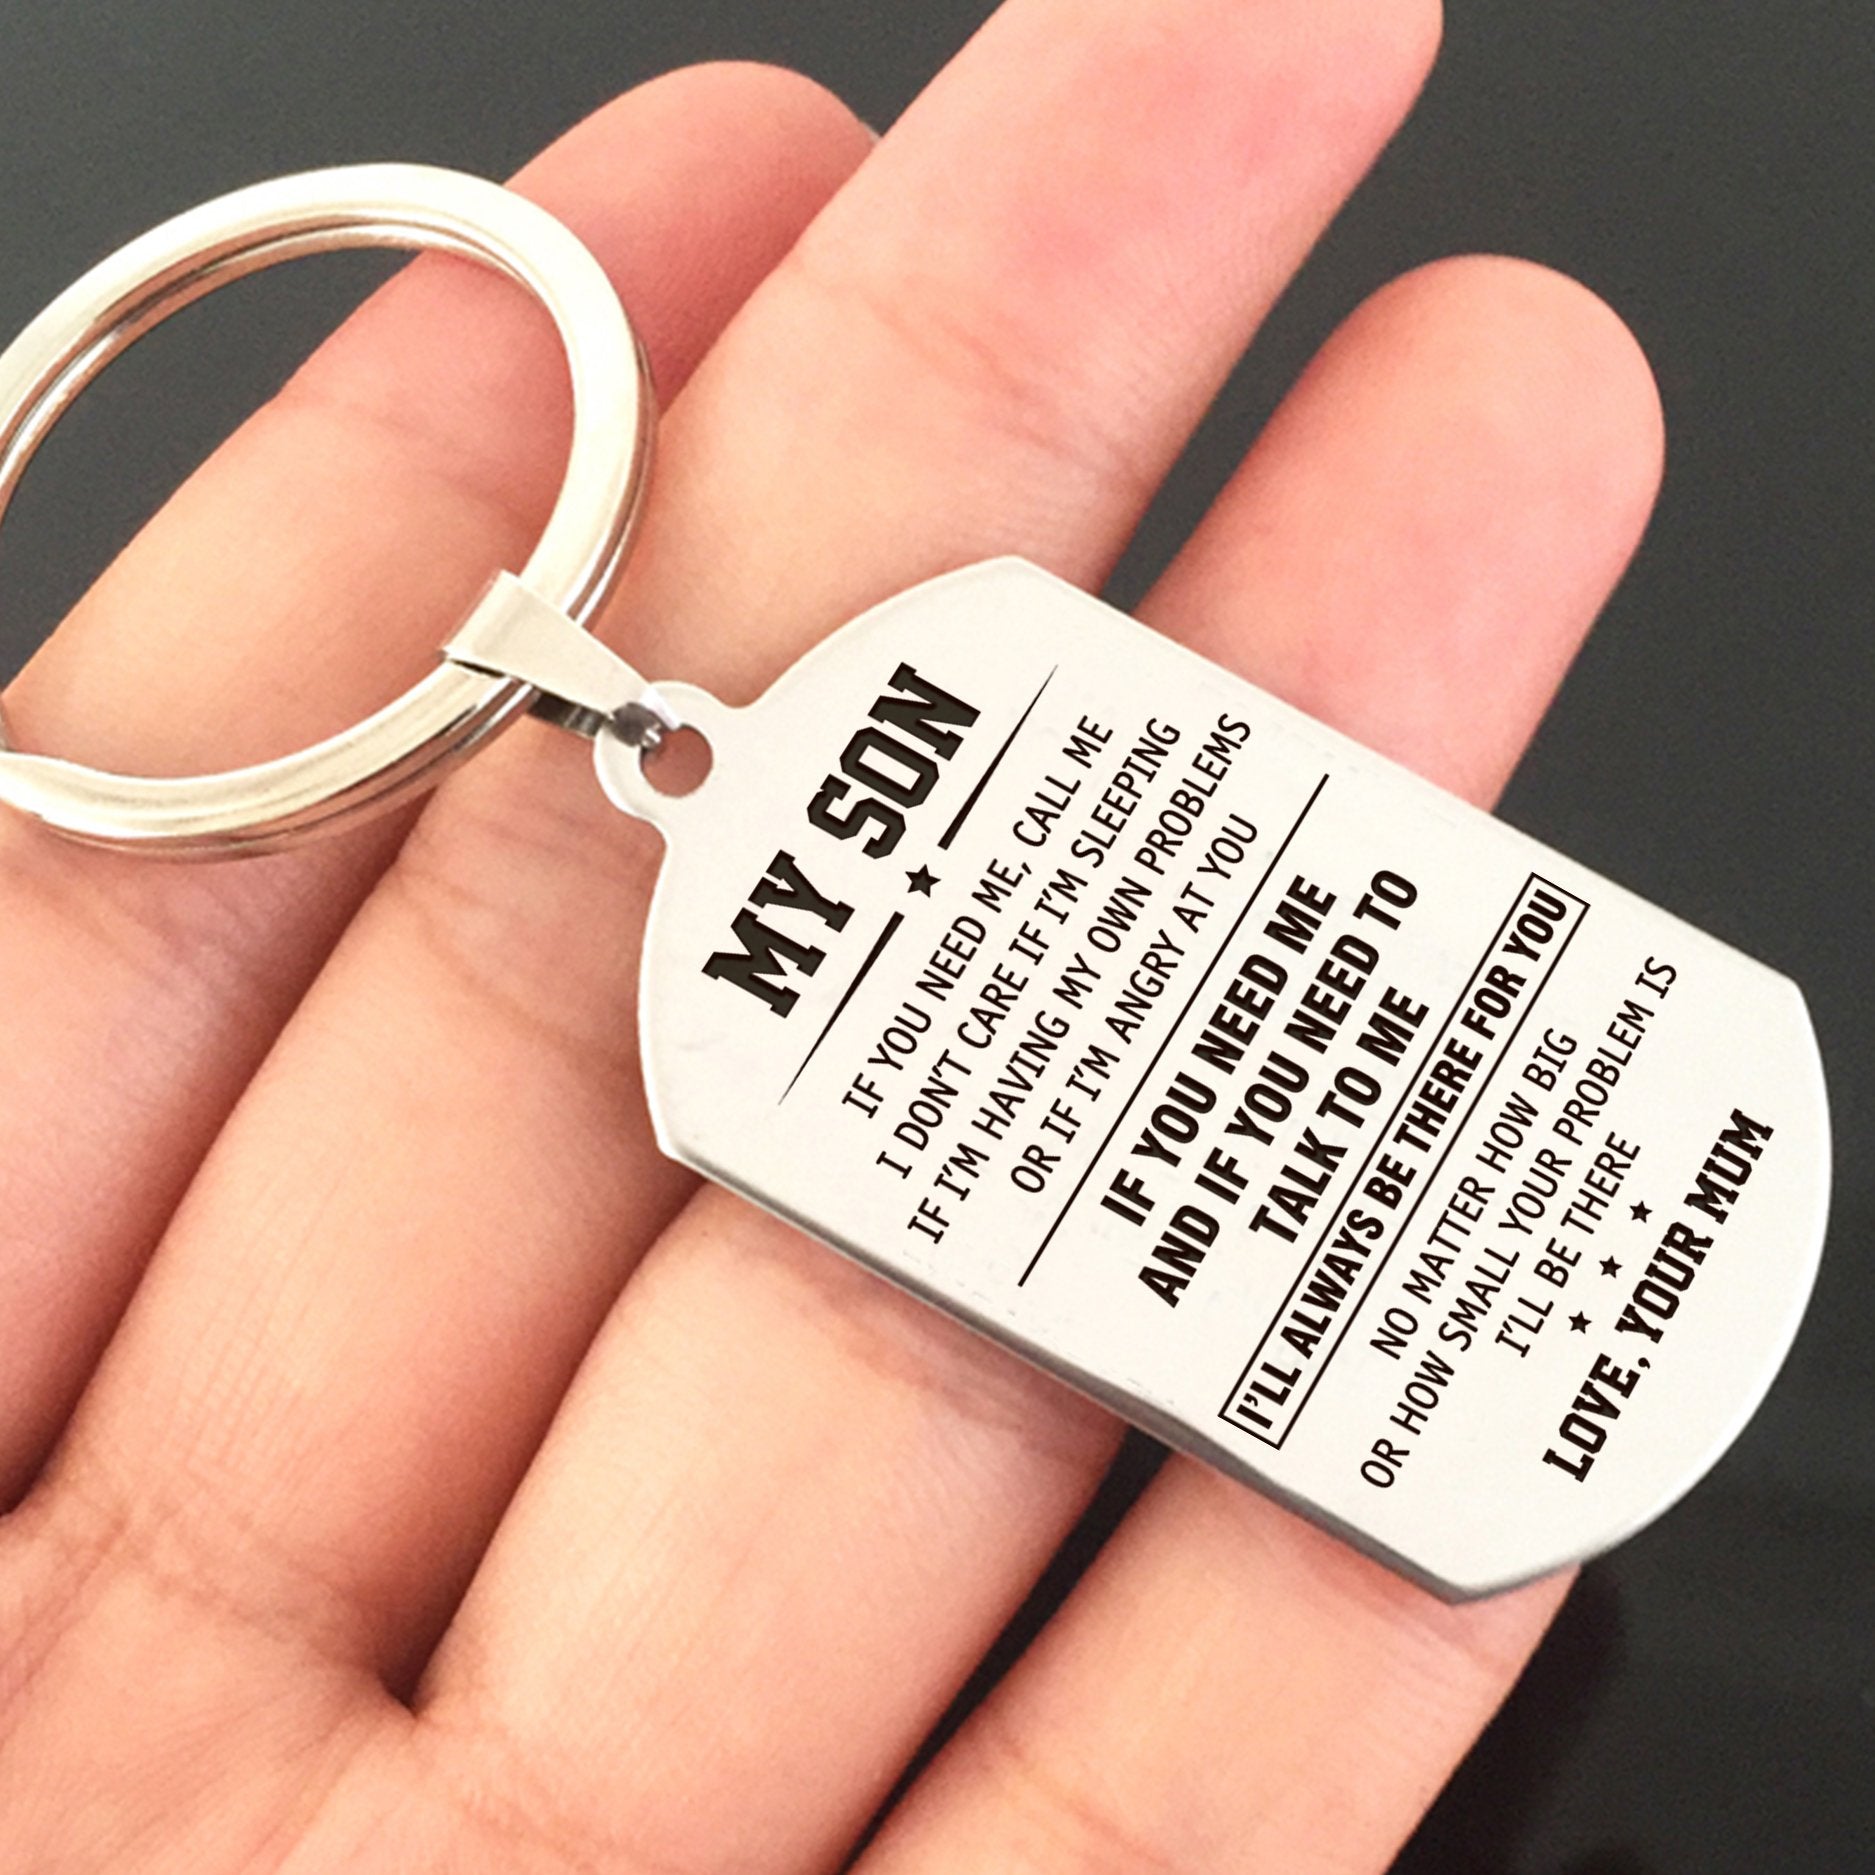 MY SON
IF YOU NEED ME, CALL ME
I DON'T CARE IF I'M SLEEPING
IF I'M HAVING MY OWN PROBLEMS
OR IF I'M ANGRY AT YOU
IF YOU NEED ME
AND IF YOU NEED TO
TALK TO ME
I'LL ALWAYS BE THERE FOR YOU
NO MATTER HOW BIG
OR HOW SMALL YOUR PROBLEM IS
I'LL BE THERE
LOVE, YOUR MUM